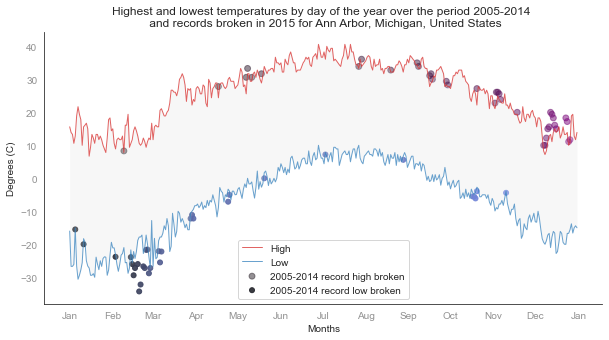 Highest and lowest temperatures by day of the year over the period 2005-2014
and records broken in 2015 for Ann Arbor, Michigan, United States
Degrees (C)
40
30
20
10
0
−10
−20
−30
High
Low
2005-2014 record high broken
2005-2014 record low broken
Jan Feb Mar Apr May Jun Jul Aug Sep Oct Nov Dec Jan
Months